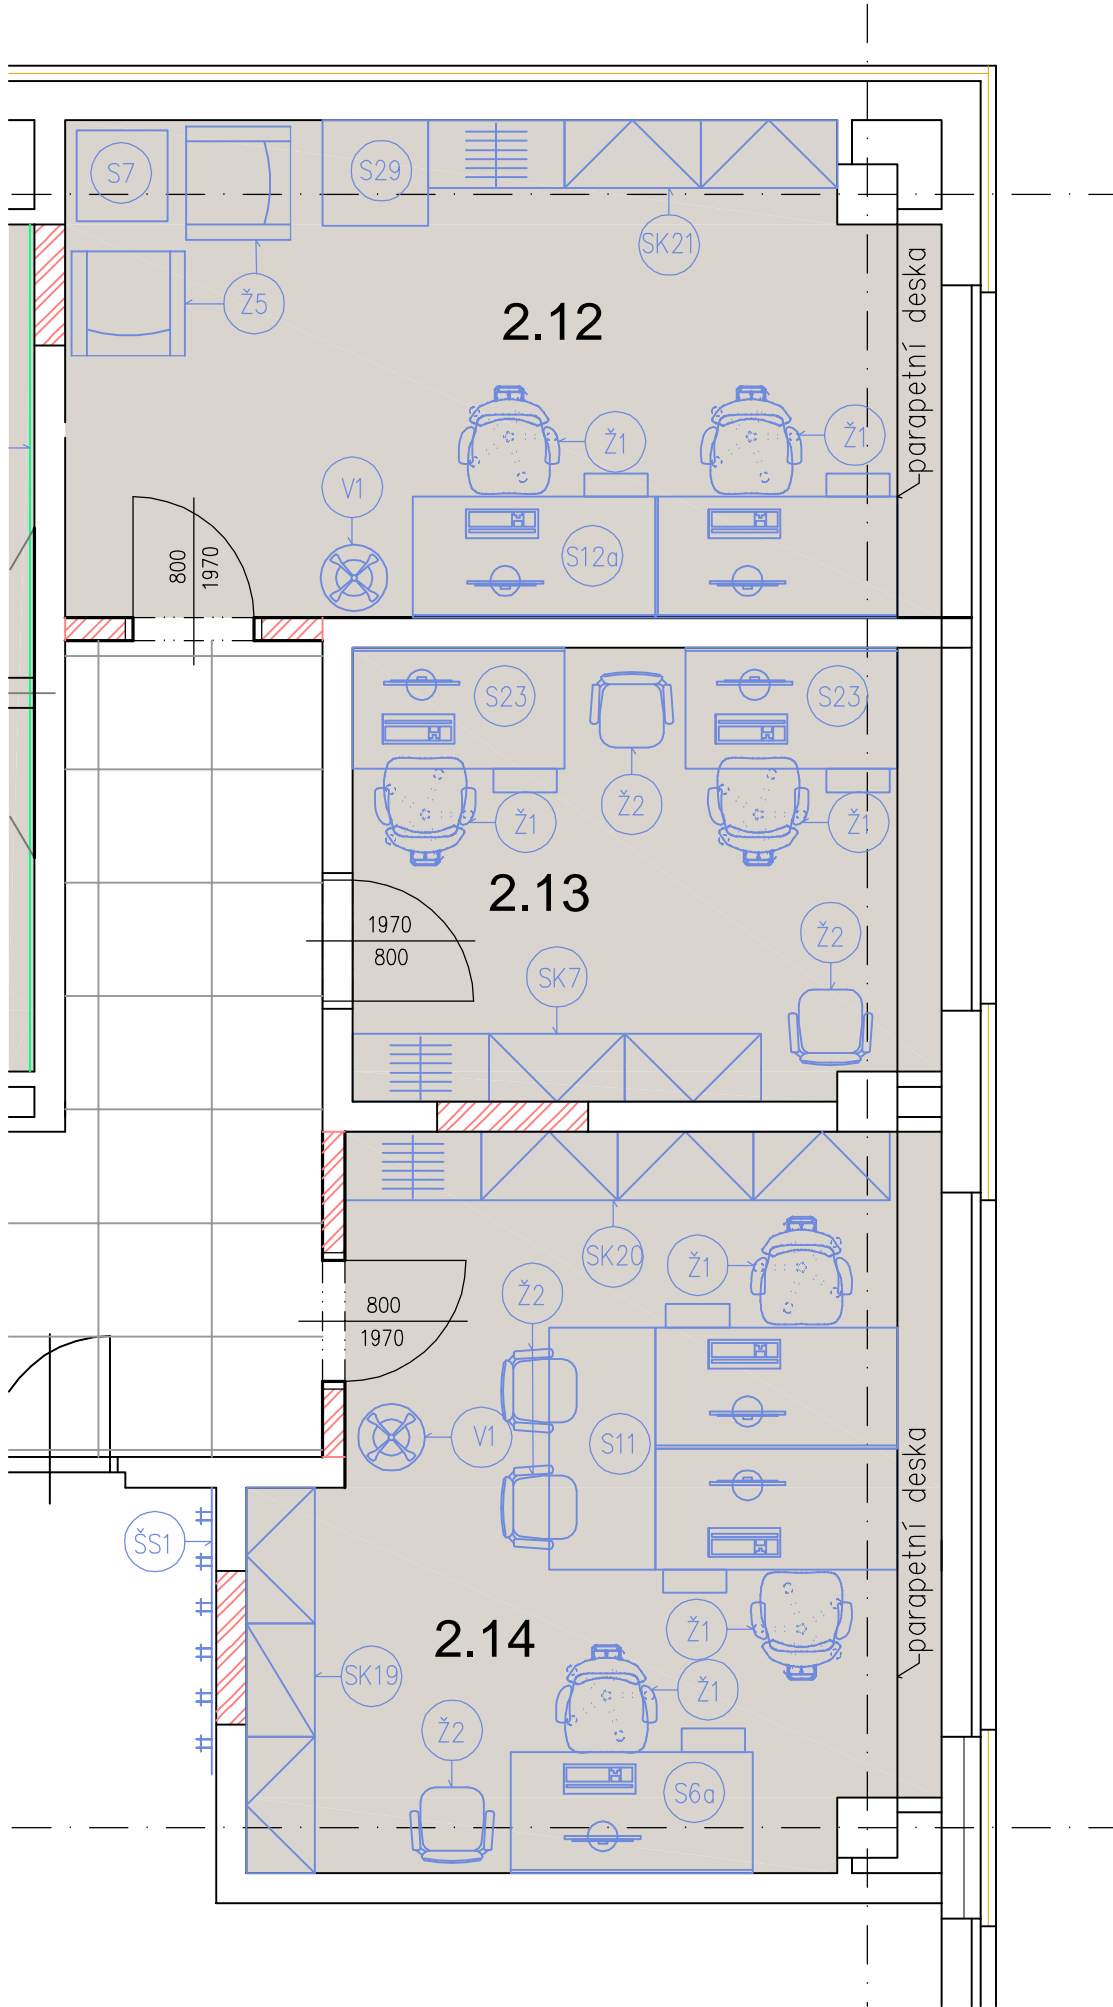 S7
S29
SK21
Ž5
2.12
parapetní deska
Ž1
Ž1
V1
S12a
800
1970
S23
S23
Ž2
Ž1
Ž1
2.13
1970
800
Ž2
SK7
SK20
Ž1
Ž2
800
1970
V1
S11
parapetní deska
ŠS1
2.14
Ž1
SK19
Ž1
Ž2
S6a